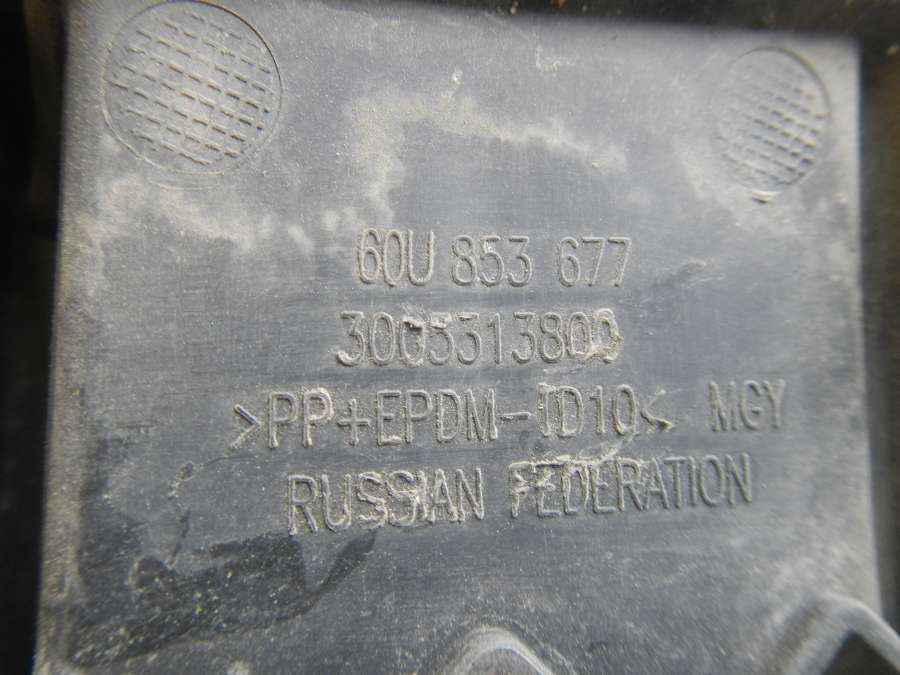 60U 853 677
3005313800
>PP+EPDM-TD10< MGY
RUSSIAN FEDERATION